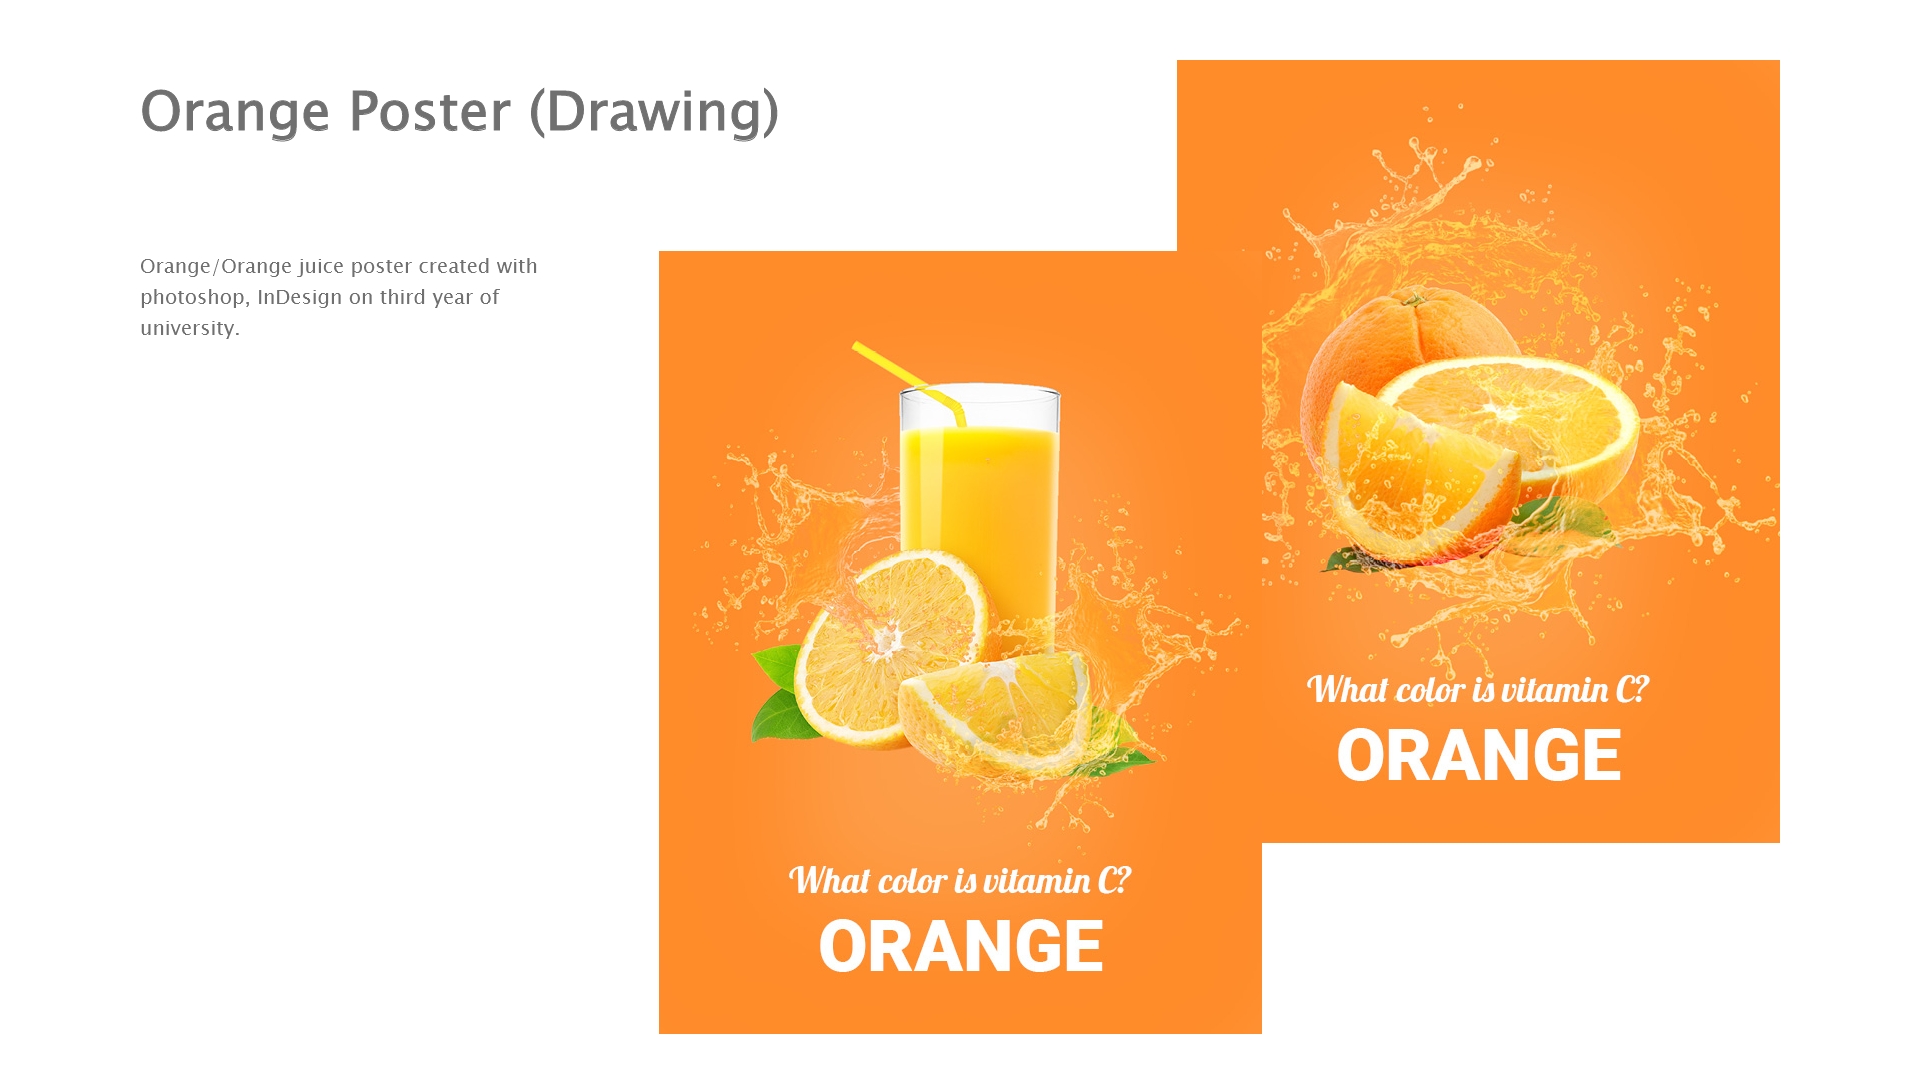 Orange Poster (Drawing)
Orange/Orange juice poster created with
photoshop, InDesign on third year of
university.
What color is vitamin C?
ORANGE
What color is vitamin C?
ORANGE